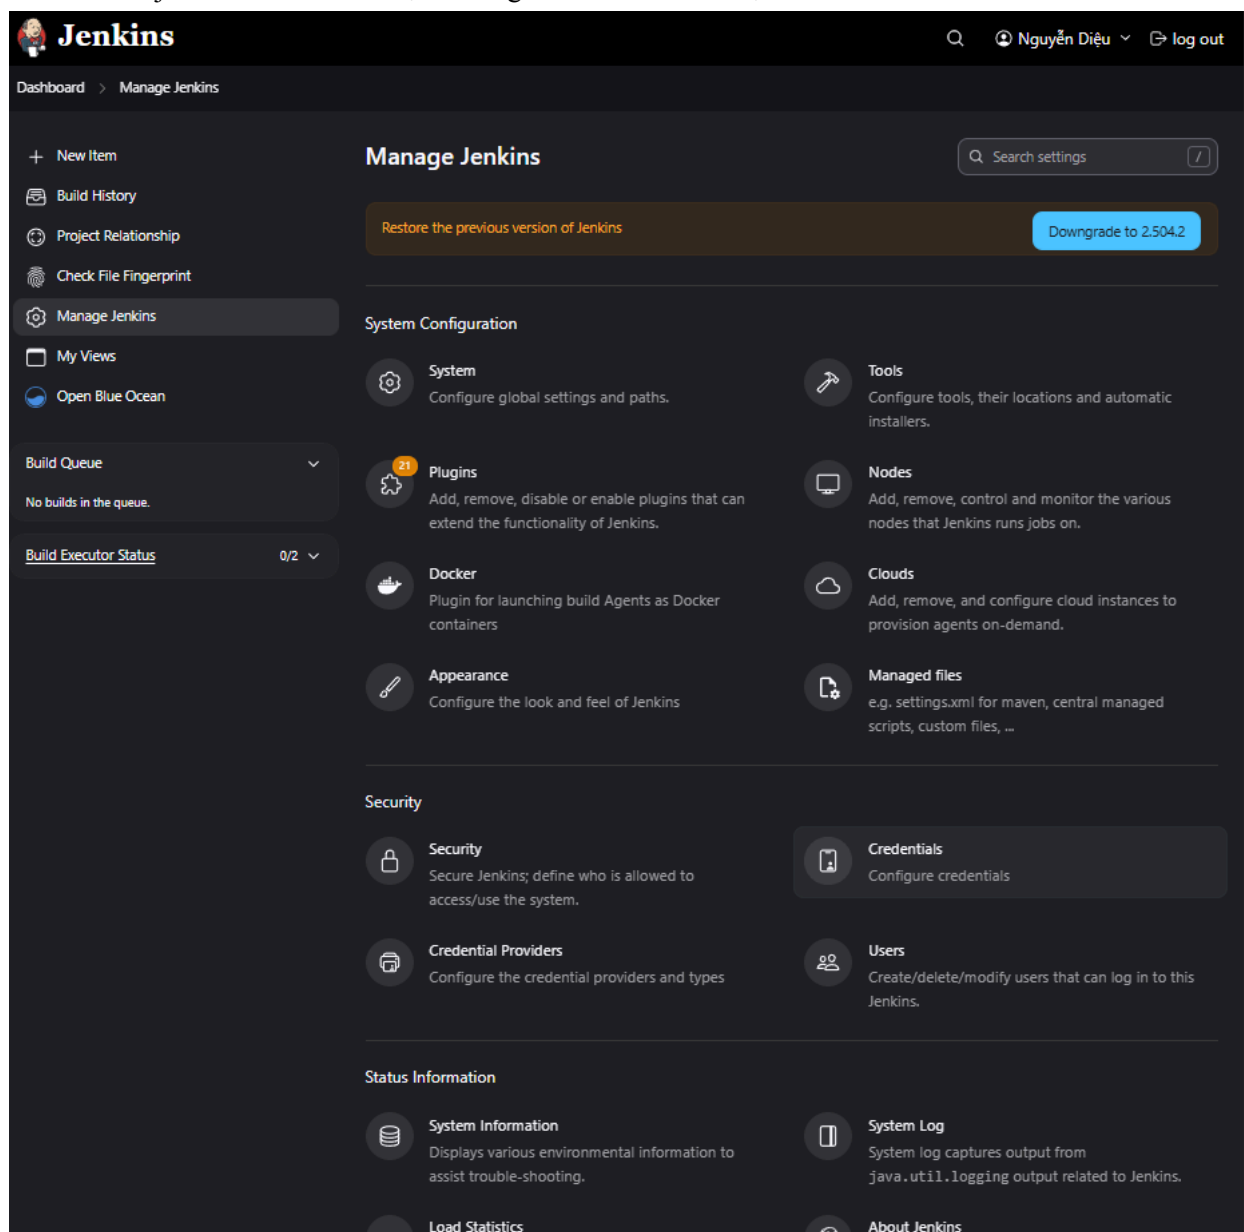 Jenkins
Nguyễn Diệu
log out
Dashboard > Manage Jenkins
New Item
Build History
Project Relationship
Check File Fingerprint
Manage Jenkins
My Views
Open Blue Ocean
Build Queue
No builds in the queue.
Build Executor Status
0/2
Manage Jenkins
Search settings
/
Restore the previous version of Jenkins
Downgrade to 2.504.2
System Configuration
System
Configure global settings and paths.
Tools
Configure tools, their locations and automatic
installers.
21
Plugins
Add, remove, disable or enable plugins that can
extend the functionality of Jenkins.
Nodes
Add, remove, control and monitor the various
nodes that Jenkins runs jobs on.
Docker
Plugin for launching build Agents as Docker
containers
Clouds
Add, remove, and configure cloud instances to
provision agents on-demand.
Appearance
Configure the look and feel of Jenkins
Managed files
e.g. settings.xml for maven, central managed
scripts, custom files, ...
Security
Security
Secure Jenkins; define who is allowed to
access/use the system.
Credentials
Configure credentials
Credential Providers
Configure the credential providers and types
Users
Create/delete/modify users that can log in to this
Jenkins.
Status Information
System Information
Displays various environmental information to
assist trouble-shooting.
System Log
System log captures output from
java.util.logging output related to Jenkins.
Load Statistics
About Jenkins